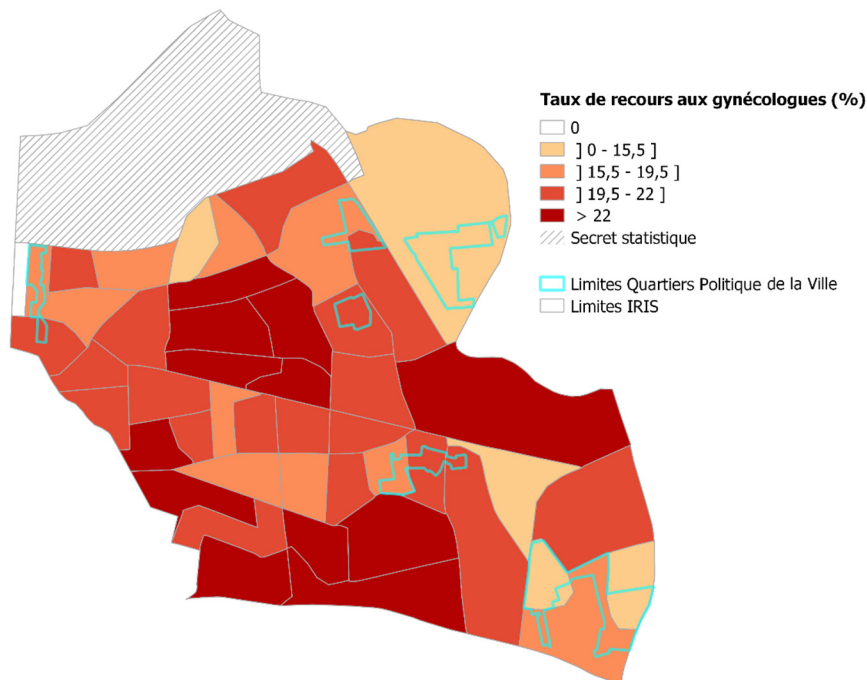 Taux de recours aux gynécologues (%)
0
] 0 - 15,5 ]
] 15,5 - 19,5 ]
] 19,5 - 22 ]
> 22
Secret statistique
Limites Quartiers Politique de la Ville
Limites IRIS